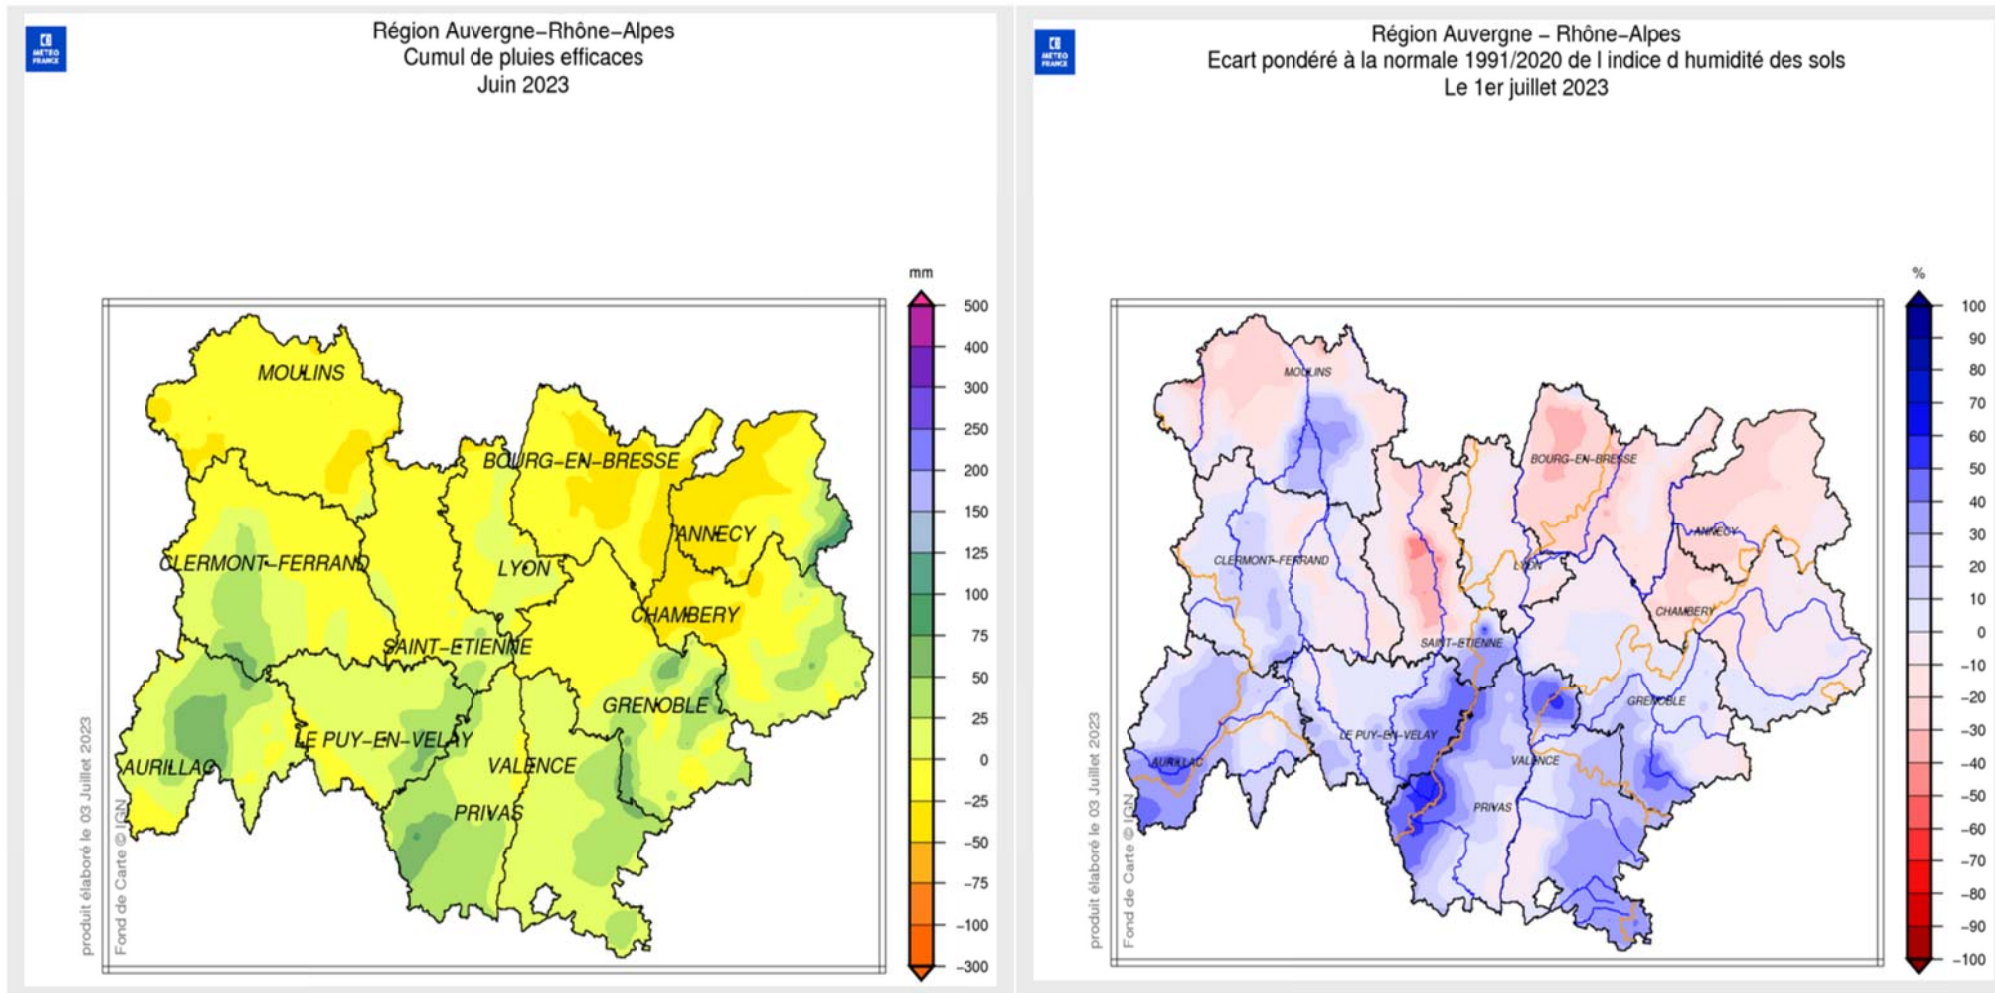 METEO
FRANCE
Région Auvergne-Rhône-Alpes
Cumul de pluies efficaces
Juin 2023
mm
500
400
300
250
200
150
125
100
75
50
25
0
-25
-50
-75
-100
-300
MOULINS
BOURG-EN-BRESSE
ANNECY
CLERMONT-FERRAND
LYON
CHAMBERY
SAINT-ETIENNE
GRENOBLE
LE PUY-EN-VELAY
AURILLAC
VALENCE
PRIVAS
produit élaboré le 03 Juillet 2023
Fond de Carte © IGN
METEO
FRANCE
Région Auvergne - Rhône-Alpes
Ecart pondéré à la normale 1991/2020 de l indice d humidité des sols
Le 1er juillet 2023
%
100
90
80
70
60
50
40
30
20
10
0
-10
-20
-30
-40
-50
-60
-70
-80
-90
-100
MOULINS
BOURG-EN-BRESSE
ANNECY
CLERMONT-FERRAND
LYON
CHAMBERY
SAINT-ETIENNE
GRENOBLE
LE PUY-EN-VELAY
AURILLAC
VALENCE
PRIVAS
produit élaboré le 03 Juillet 2023
Fond de Carte © IGN